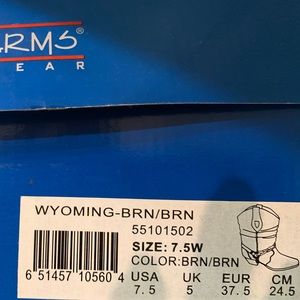 ARMS®
EAR
WYOMING-BRN/BRN
55101502
SIZE: 7.5W
COLOR:BRN/BRN
6 51457 10560 4
USA UK EUR CM
7.5 5 37.5 24.5